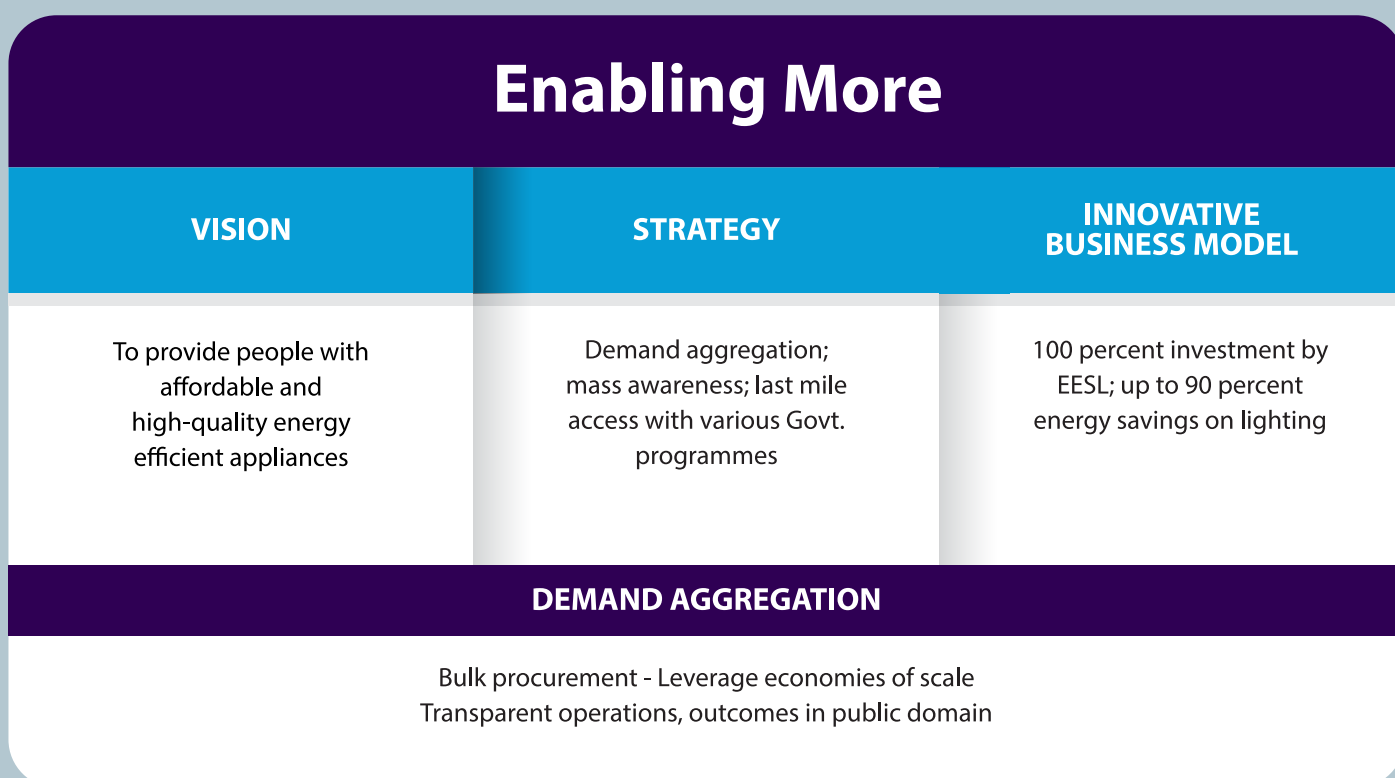 Enabling More
VISION
STRATEGY
INNOVATIVE
BUSINESS MODEL
To provide people with
affordable and
high-quality energy
efficient appliances
Demand aggregation;
mass awareness; last mile
access with various Govt.
programmes
100 percent investment by
EESL; up to 90 percent
energy savings on lighting
DEMAND AGGREGATION
Bulk procurement - Leverage economies of scale
Transparent operations, outcomes in public domain